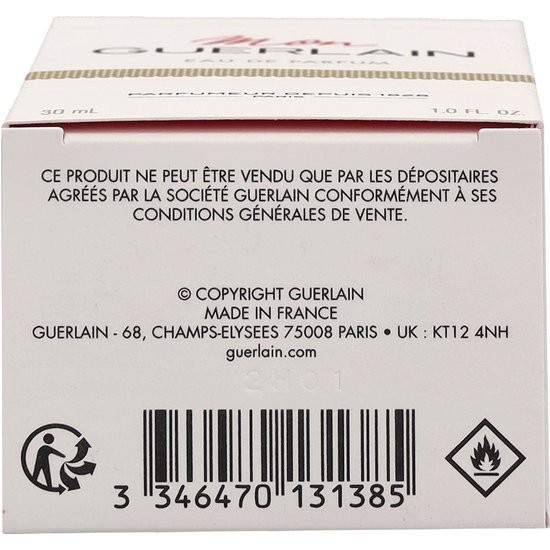 Mon
GUERLAIN
EAU DE PARFUM
PARFUMEUR DEPUIS 1828
PARIS
30 mL 1.0 FL. OZ.
CE PRODUIT NE PEUT ÊTRE VENDU QUE PAR LES DÉPOSITAIRES
AGRÉÉS PAR LA SOCIÉTÉ GUERLAIN CONFORMÉMENT À SES
CONDITIONS GÉNÉRALES DE VENTE.
© COPYRIGHT GUERLAIN
MADE IN FRANCE
GUERLAIN - 68, CHAMPS-ELYSEES 75008 PARIS • UK : KT12 4NH
guerlain.com
3 346470 131385